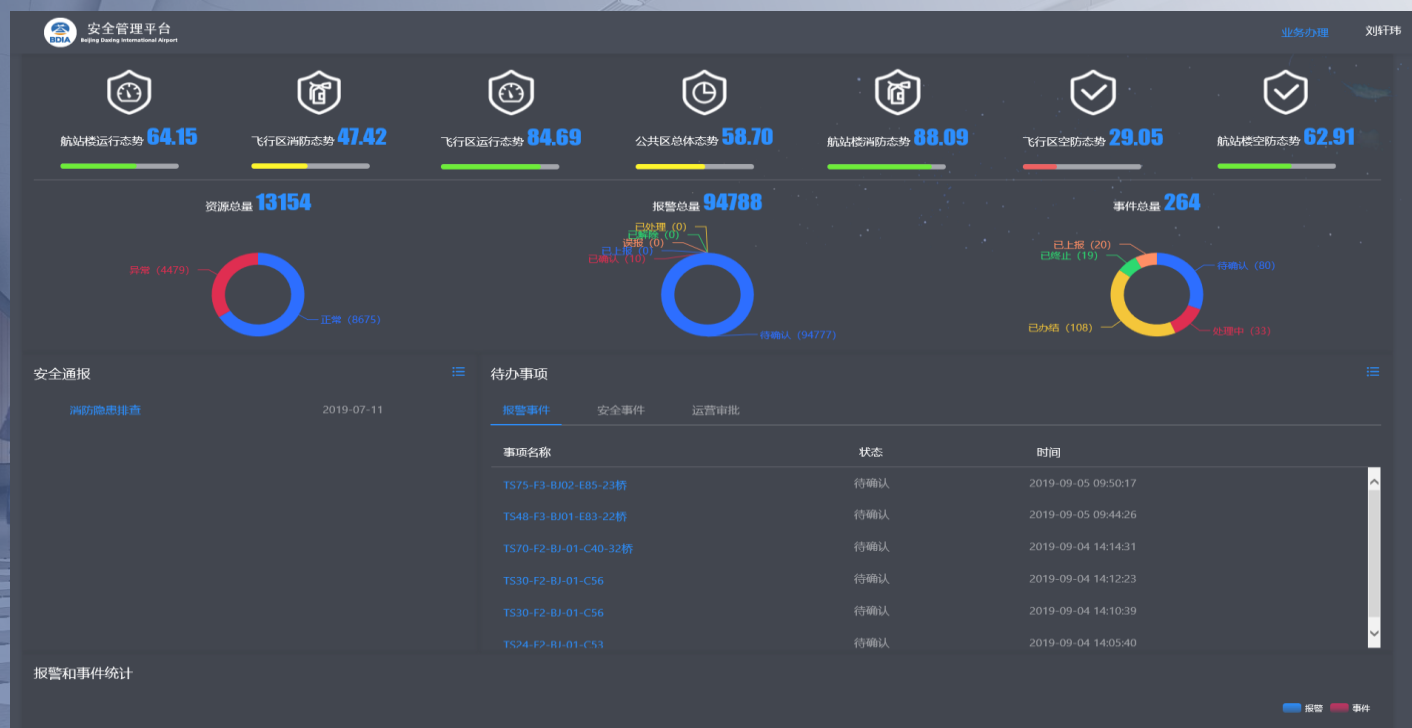 安全管理平台
BDIA Beijing Daxing International Airport
业务办理 刘轩玮
航站楼运行态势 64.15
飞行区消防态势 47.42
飞行区运行态势 84.69
公共区总体态势 58.70
航站楼消防态势 88.09
飞行区空防态势 29.05
航站楼空防态势 62.91
资源总量 13154
异常 (4479)
正常 (8675)
报警总量 94788
已处理 (0)
已解除 (0)
误报 (0)
已上报 (0)
已确认 (10)
待确认 (94777)
事件总量 264
已上报 (20)
已终止 (19)
待确认 (80)
已办结 (108)
处理中 (33)
安全通报
消防隐患排查 2019-07-11
待办事项
报警事件 安全事件 运营审批
事项名称 状态 时间
TS75-F3-BJ02-E85-23桥 待确认 2019-09-05 09:50:17
TS48-F3-BJ01-E83-22桥 待确认 2019-09-05 09:44:26
TS70-F2-BJ-01-C40-32桥 待确认 2019-09-04 14:14:31
TS30-F2-BJ-01-C56 待确认 2019-09-04 14:12:23
TS30-F2-BJ-01-C56 待确认 2019-09-04 14:10:39
TS24-F2-BJ-01-C53 待确认 2019-09-04 14:05:40
报警和事件统计
报警 事件